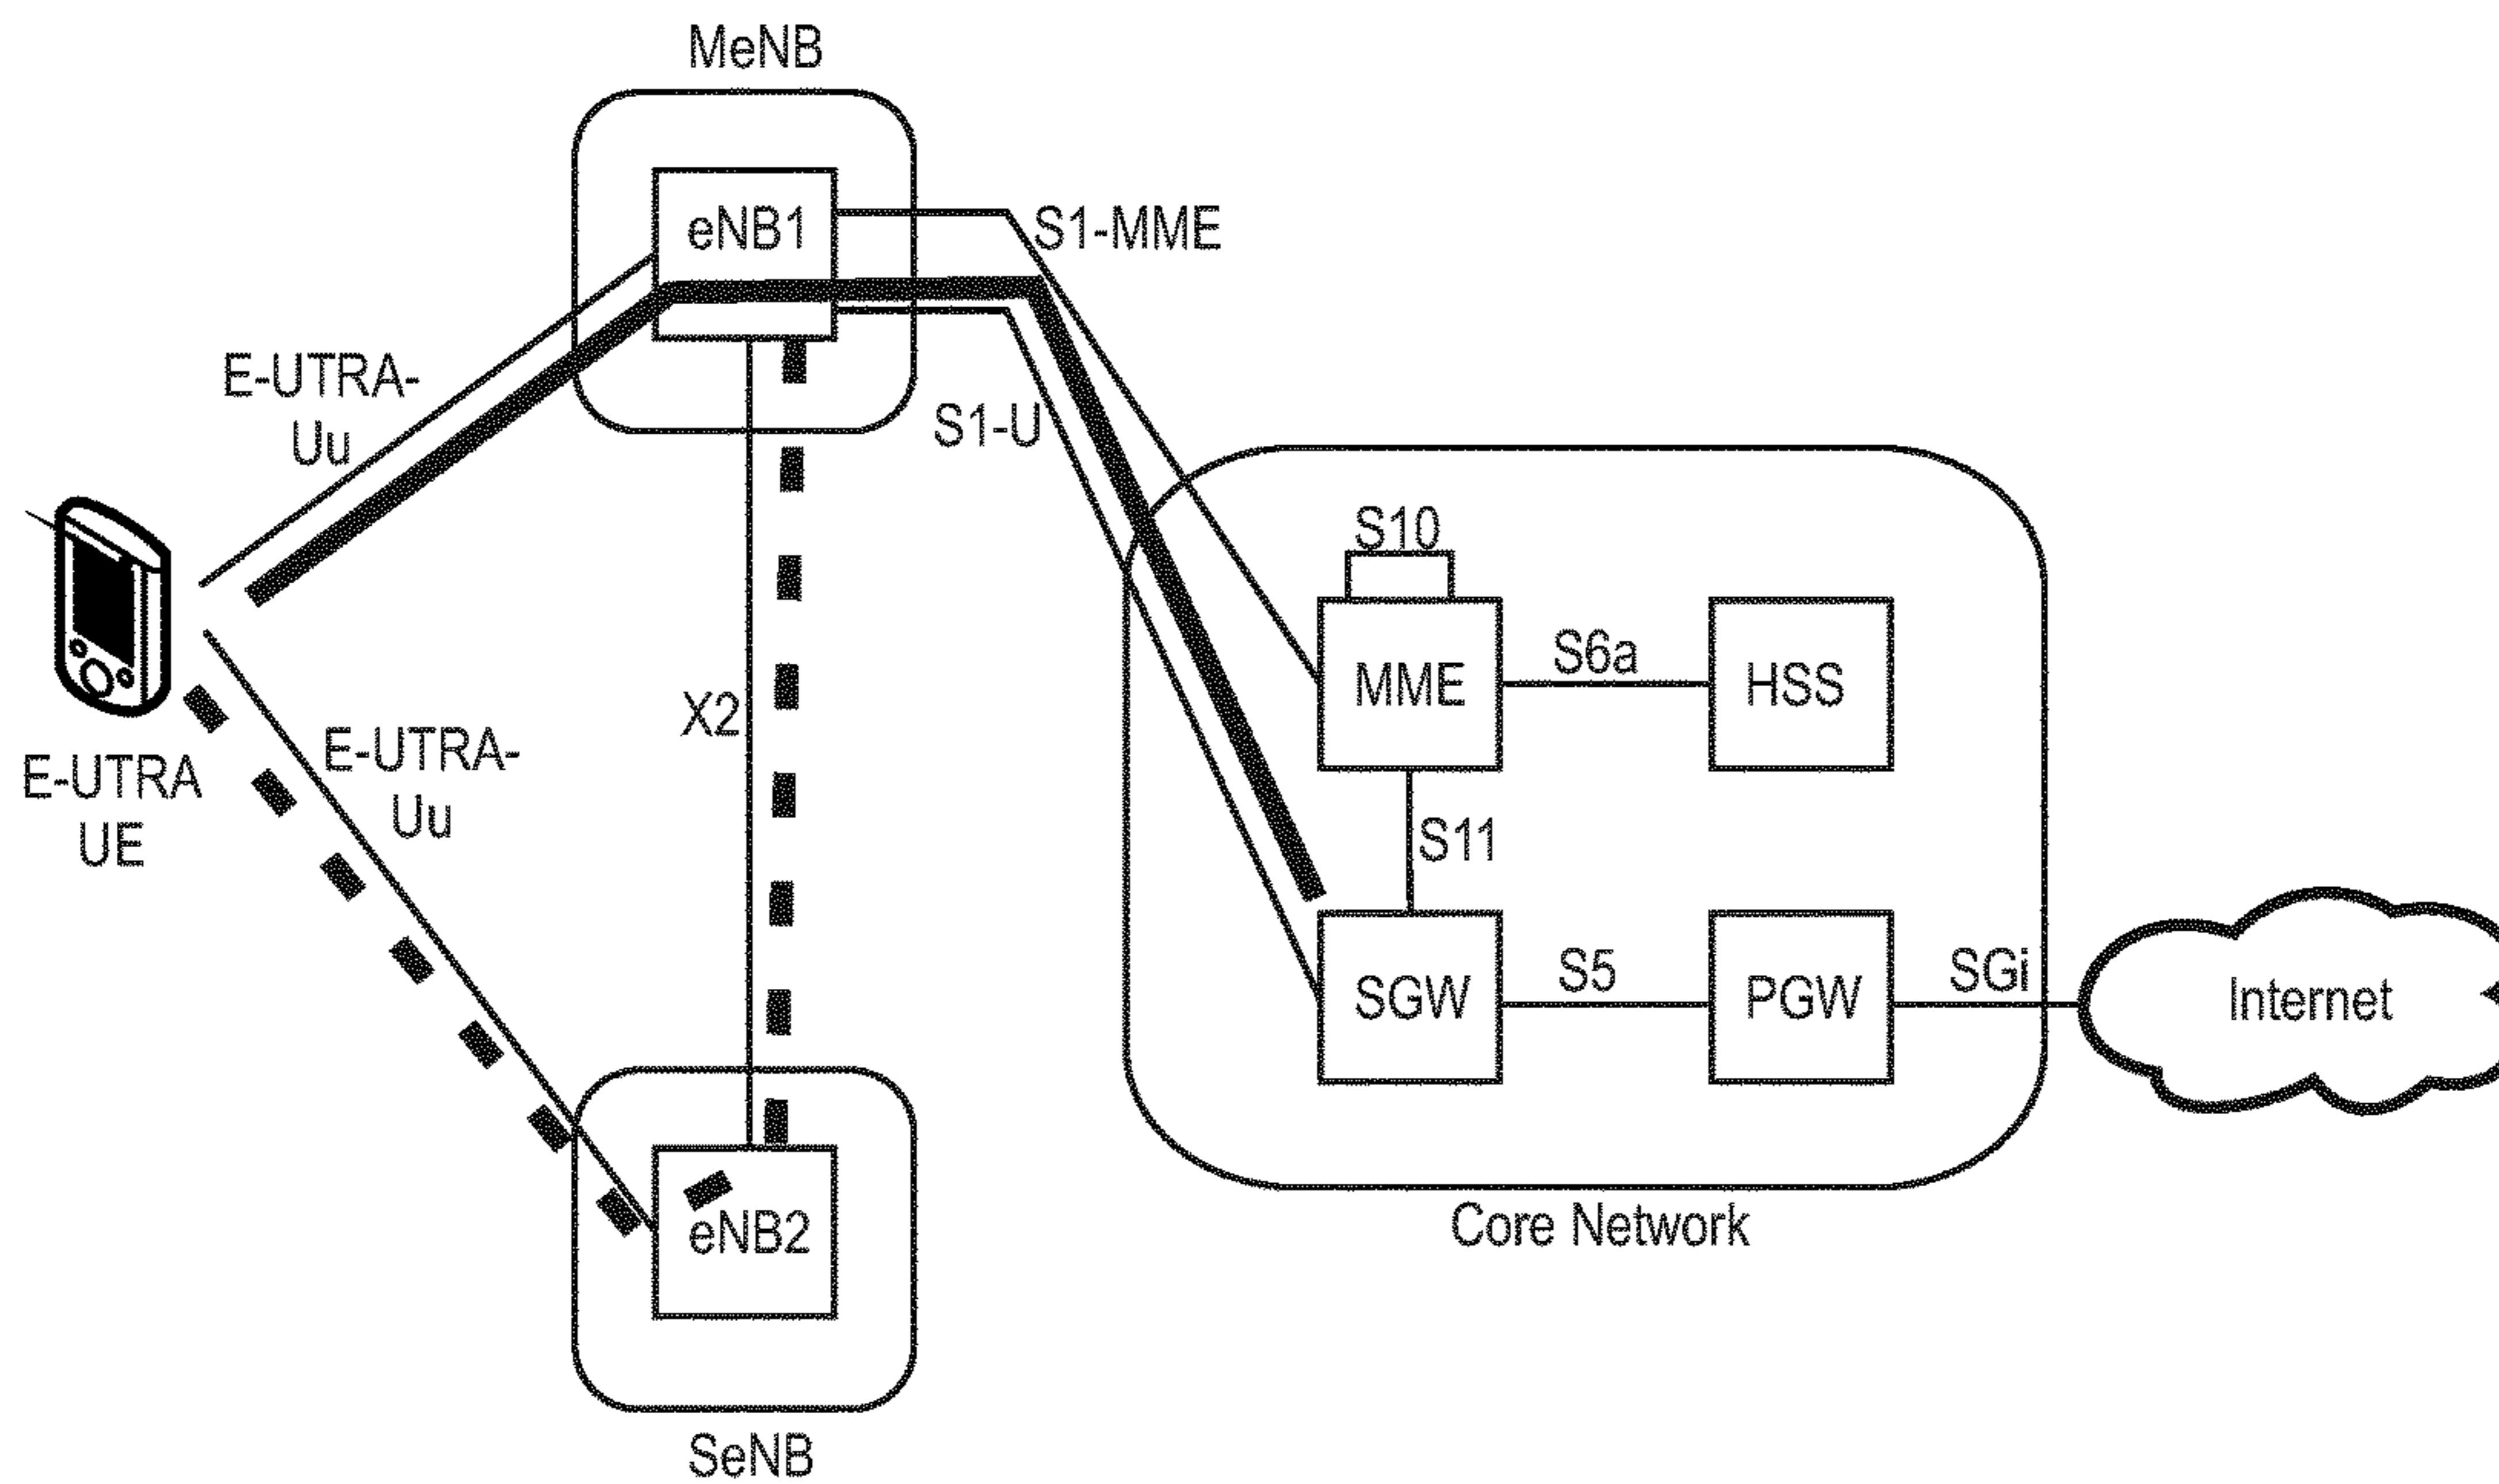 MeNB
eNB1
S1-MME
E-UTRA-
Uu
S1-U
S10
MME
S6a
HSS
X2
E-UTRA-
Uu
E-UTRA
UE
S11
SGW
S5
PGW
SGi
Internet
eNB2
Core Network
SeNB